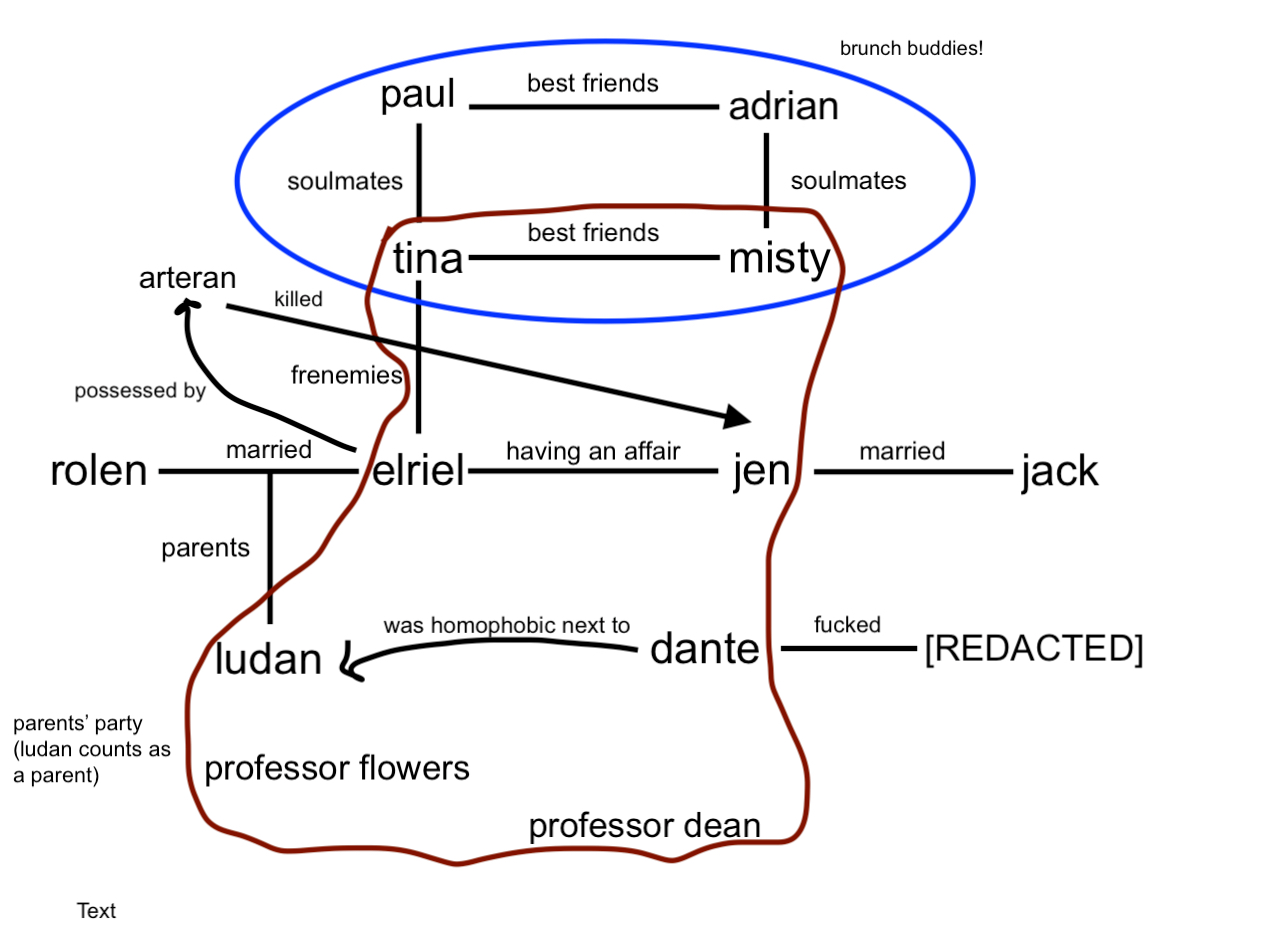 brunch buddies!
paul
best friends
adrian
soulmates
soulmates
tina
best friends
misty
arteran
killed
possessed by
frenemies
rolen
married
elriel
having an affair
jen
married
jack
parents
ludan
was homophobic next to
dante
fucked
[REDACTED]
parents’ party
(ludan counts as
a parent)
professor flowers
professor dean
Text